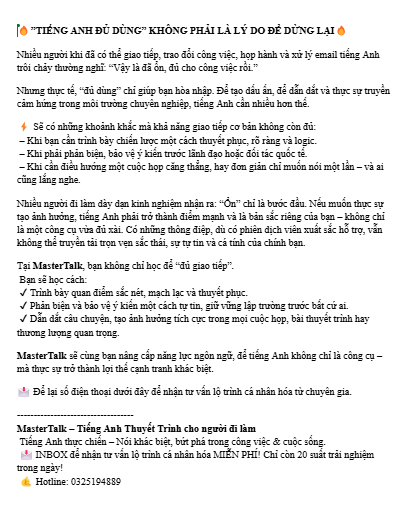 🔥 ”TIẾNG ANH ĐỦ DÙNG” KHÔNG PHẢI LÀ LÝ DO ĐỂ DỪNG LẠI🔥
Nhiều người khi đã có thể giao tiếp, trao đổi công việc, họp hành và xử lý email tiếng Anh
trôi chảy thường nghĩ: “Vậy là đã ổn, đủ cho công việc rồi.”
Nhưng thực tế, “đủ dùng” chỉ giúp bạn hòa nhập. Để tạo dấu ấn, để dẫn dắt và thực sự truyền
cảm hứng trong môi trường chuyên nghiệp, tiếng Anh cần nhiều hơn thế.
⚡ Sẽ có những khoảnh khắc mà khả năng giao tiếp cơ bản không còn đủ:
– Khi bạn cần trình bày chiến lược một cách thuyết phục, rõ ràng và logic.
– Khi phải phản biện, bảo vệ ý kiến trước lãnh đạo hoặc đối tác quốc tế.
– Khi cần điều hướng một cuộc họp căng thẳng, hay đơn giản chỉ muốn nói một lần – và ai
cũng lắng nghe.
Nhiều người đi làm dày dạn kinh nghiệm nhận ra: “Ổn” chỉ là bước đầu. Nếu muốn thực sự
tạo ảnh hưởng, tiếng Anh phải trở thành điểm mạnh và là bản sắc riêng của bạn – không chỉ
là một công cụ vừa đủ xài. Có những thông điệp, dù có phiên dịch viên xuất sắc hỗ trợ, vẫn
không thể truyền tải trọn vẹn sắc thái, sự tự tin và cá tính của chính bạn.
Tại MasterTalk, bạn không chỉ học để “đủ giao tiếp”.
Bạn sẽ học cách:
✓ Trình bày quan điểm sắc nét, mạch lạc và thuyết phục.
✓ Phản biện và bảo vệ ý kiến một cách tự tin, giữ vững lập trường trước bất cứ ai.
✓ Dẫn dắt câu chuyện, tạo ảnh hưởng tích cực trong mọi cuộc họp, bài thuyết trình hay
thương lượng quan trọng.
MasterTalk sẽ cùng bạn nâng cấp năng lực ngôn ngữ, để tiếng Anh không chỉ là công cụ –
mà thực sự trở thành lợi thế cạnh tranh khác biệt.
📩 Để lại số điện thoại dưới đây để nhận tư vấn lộ trình cá nhân hóa từ chuyên gia.
-----------------------------------
MasterTalk – Tiếng Anh Thuyết Trình cho người đi làm
Tiếng Anh thực chiến – Nói khác biệt, bứt phá trong công việc & cuộc sống.
📩 INBOX để nhận tư vấn lộ trình cá nhân hóa MIỄN PHÍ! Chỉ còn 20 suất trải nghiệm
trong ngày!
👍 Hotline: 0325194889